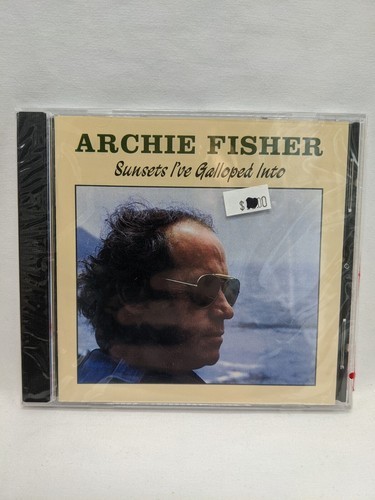 ARCHIE FISHER
Sunsets I've Galloped Into